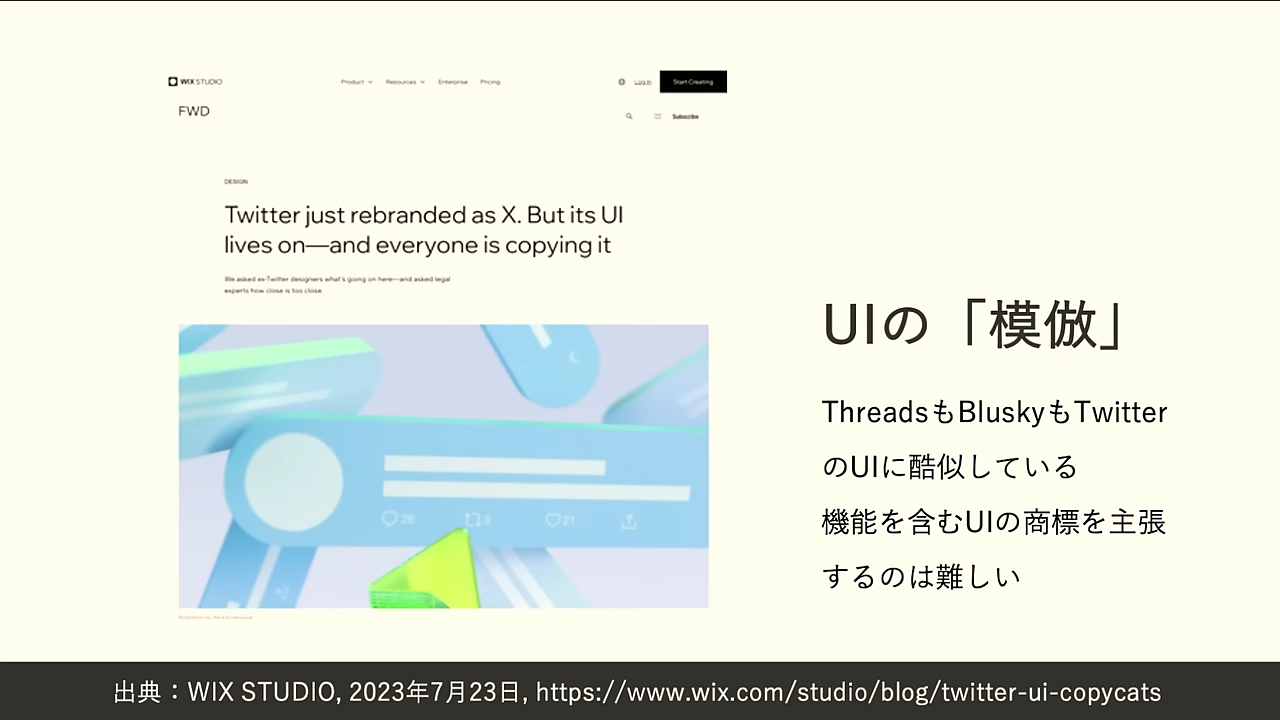 WIX STUDIO
Product Resources Enterprise Pricing
Log In
Start Creating
FWD
Subscribe
DESIGN
Twitter just rebranded as X. But its UI
lives on—and everyone is copying it
We asked ex-Twitter designers what's going on here—and asked legal
experts how close is too close.
28 5 21
UIの「模倣」
ThreadsもBluskyもTwitter
のUIに酷似している
機能を含むUIの商標を主張
するのは難しい
出典：WIX STUDIO, 2023年7月23日, https://www.wix.com/studio/blog/twitter-ui-copycats